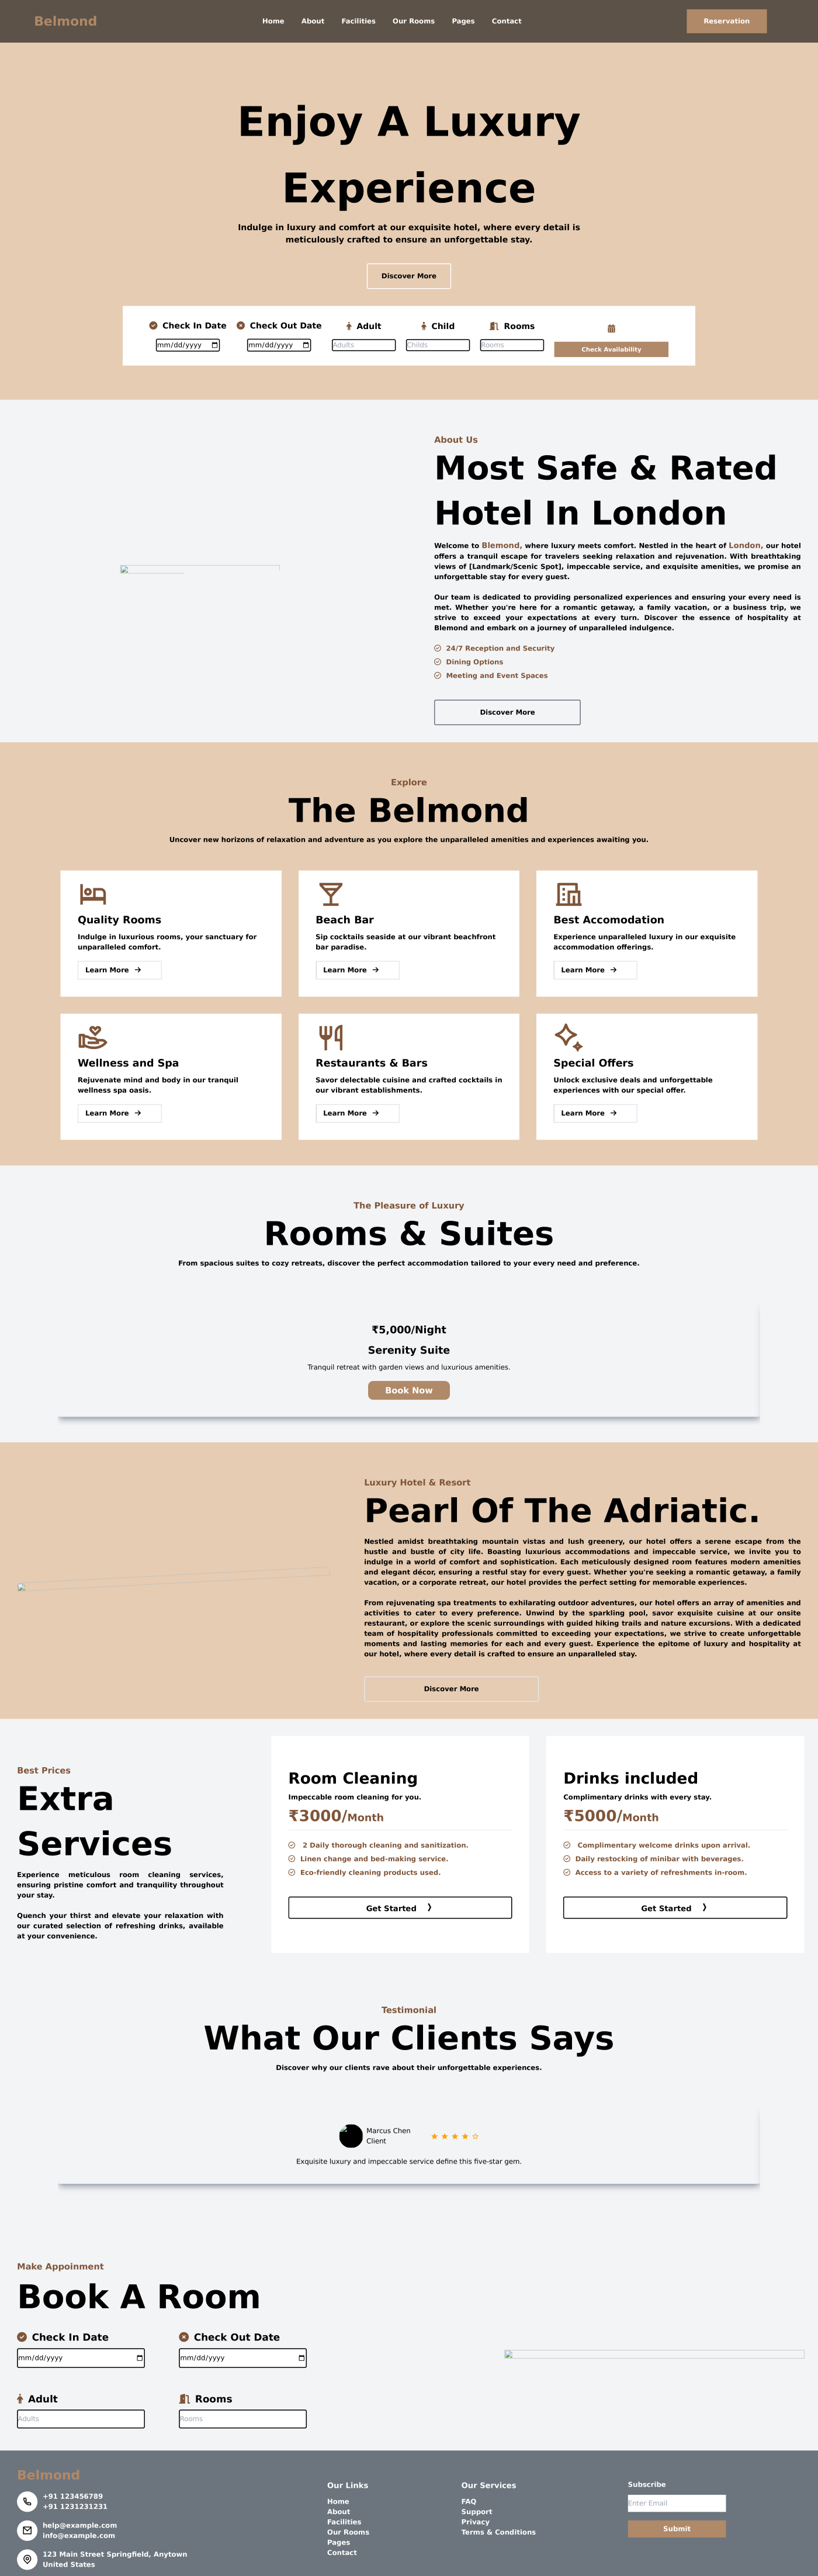 Belmond
Home About Facilities Our Rooms Pages Contact
Reservation
Enjoy A Luxury
Experience
Indulge in luxury and comfort at our exquisite hotel, where every detail is
meticulously crafted to ensure an unforgettable stay.
Discover More
Check In Date Check Out Date Adult Child Rooms
mm/dd/yyyy mm/dd/yyyy Adults Childs Rooms
Check Availability
About Us
Most Safe & Rated
Hotel In London
Welcome to Blemond, where luxury meets comfort. Nestled in the heart of London, our hotel
offers a tranquil escape for travelers seeking relaxation and rejuvenation. With breathtaking
views of [Landmark/Scenic Spot], impeccable service, and exquisite amenities, we promise an
unforgettable stay for every guest.
Our team is dedicated to providing personalized experiences and ensuring your every need is
met. Whether you're here for a romantic getaway, a family vacation, or a business trip, we
strive to exceed your expectations at every turn. Discover the essence of hospitality at
Blemond and embark on a journey of unparalleled indulgence.
24/7 Reception and Security
Dining Options
Meeting and Event Spaces
Discover More
Explore
The Belmond
Uncover new horizons of relaxation and adventure as you explore the unparalleled amenities and experiences awaiting you.
Quality Rooms
Indulge in luxurious rooms, your sanctuary for
unparalleled comfort.
Learn More
Beach Bar
Sip cocktails seaside at our vibrant beachfront
bar paradise.
Learn More
Best Accomodation
Experience unparalleled luxury in our exquisite
accommodation offerings.
Learn More
Wellness and Spa
Rejuvenate mind and body in our tranquil
wellness spa oasis.
Learn More
Restaurants & Bars
Savor delectable cuisine and crafted cocktails in
our vibrant establishments.
Learn More
Special Offers
Unlock exclusive deals and unforgettable
experiences with our special offer.
Learn More
The Pleasure of Luxury
Rooms & Suites
From spacious suites to cozy retreats, discover the perfect accommodation tailored to your every need and preference.
₹5,000/Night
Serenity Suite
Tranquil retreat with garden views and luxurious amenities.
Book Now
Luxury Hotel & Resort
Pearl Of The Adriatic.
Nestled amidst breathtaking mountain vistas and lush greenery, our hotel offers a serene escape from the
hustle and bustle of city life. Boasting luxurious accommodations and impeccable service, we invite you to
indulge in a world of comfort and sophistication. Each meticulously designed room features modern amenities
and elegant décor, ensuring a restful stay for every guest. Whether you're seeking a romantic getaway, a family
vacation, or a corporate retreat, our hotel provides the perfect setting for memorable experiences.
From rejuvenating spa treatments to exhilarating outdoor adventures, our hotel offers an array of amenities and
activities to cater to every preference. Unwind by the sparkling pool, savor exquisite cuisine at our onsite
restaurant, or explore the scenic surroundings with guided hiking trails and nature excursions. With a dedicated
team of hospitality professionals committed to exceeding your expectations, we strive to create unforgettable
moments and lasting memories for each and every guest. Experience the epitome of luxury and hospitality at
our hotel, where every detail is crafted to ensure an unparalleled stay.
Discover More
Best Prices
Extra
Services
Experience meticulous room cleaning services,
ensuring pristine comfort and tranquility throughout
your stay.
Quench your thirst and elevate your relaxation with
our curated selection of refreshing drinks, available
at your convenience.
Room Cleaning
Impeccable room cleaning for you.
₹3000/Month
2 Daily thorough cleaning and sanitization.
Linen change and bed-making service.
Eco-friendly cleaning products used.
Get Started
Drinks included
Complimentary drinks with every stay.
₹5000/Month
Complimentary welcome drinks upon arrival.
Daily restocking of minibar with beverages.
Access to a variety of refreshments in-room.
Get Started
Testimonial
What Our Clients Says
Discover why our clients rave about their unforgettable experiences.
Marcus Chen
Client
Exquisite luxury and impeccable service define this five-star gem.
Make Appoinment
Book A Room
Check In Date Check Out Date
mm/dd/yyyy mm/dd/yyyy
Adult Rooms
Adults Rooms
Belmond
+91 123456789
+91 1231231231
help@example.com
info@example.com
123 Main Street Springfield, Anytown
United States
Our Links
Home
About
Facilities
Our Rooms
Pages
Contact
Our Services
FAQ
Support
Privacy
Terms & Conditions
Subscribe
Enter Email
Submit